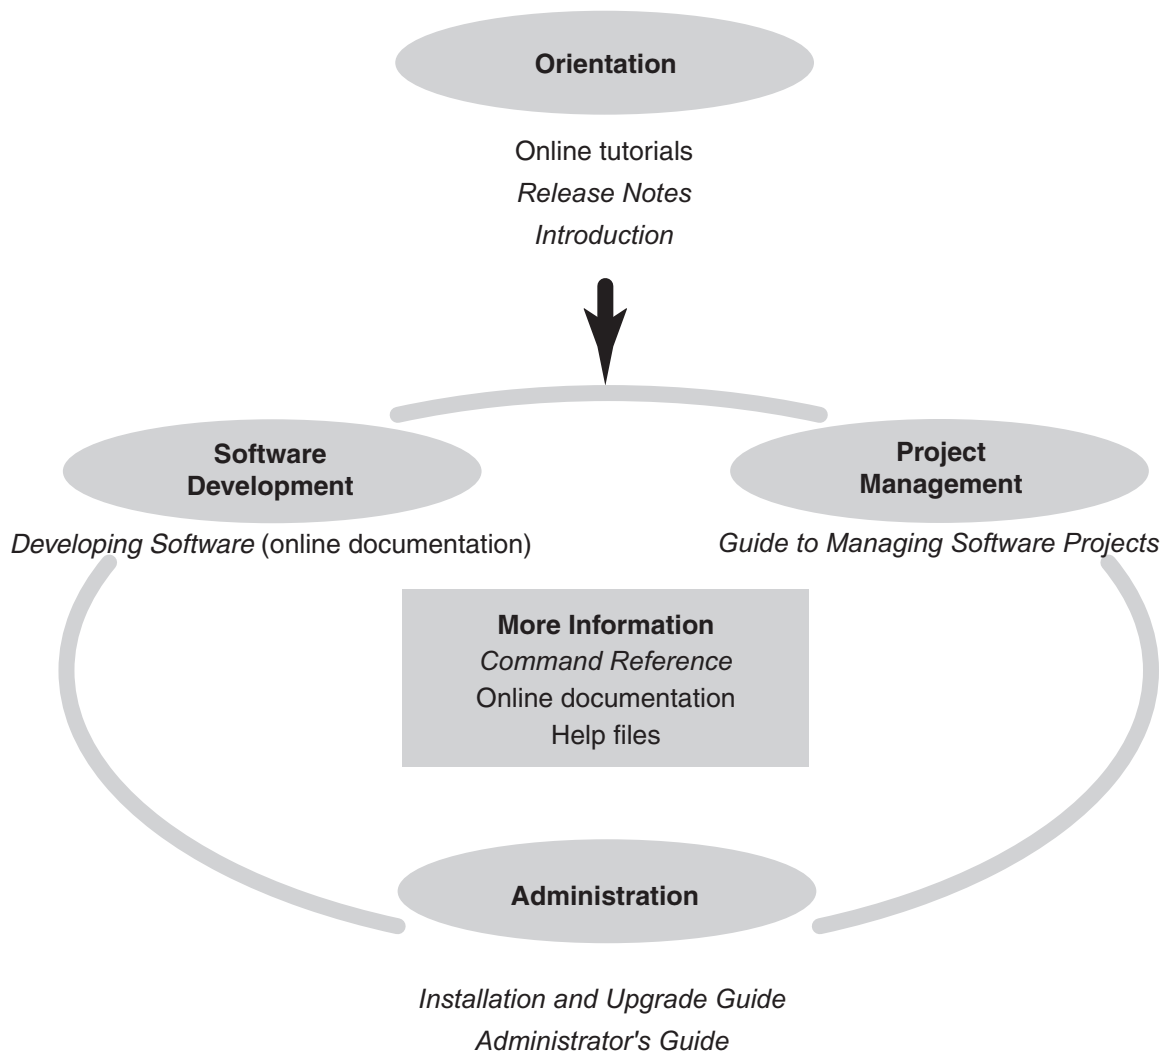 Orientation
Online tutorials
Release Notes
Introduction
Software
Development
Developing Software (online documentation)
Project
Management
Guide to Managing Software Projects
More Information
Command Reference
Online documentation
Help files
Administration
Installation and Upgrade Guide
Administrator's Guide